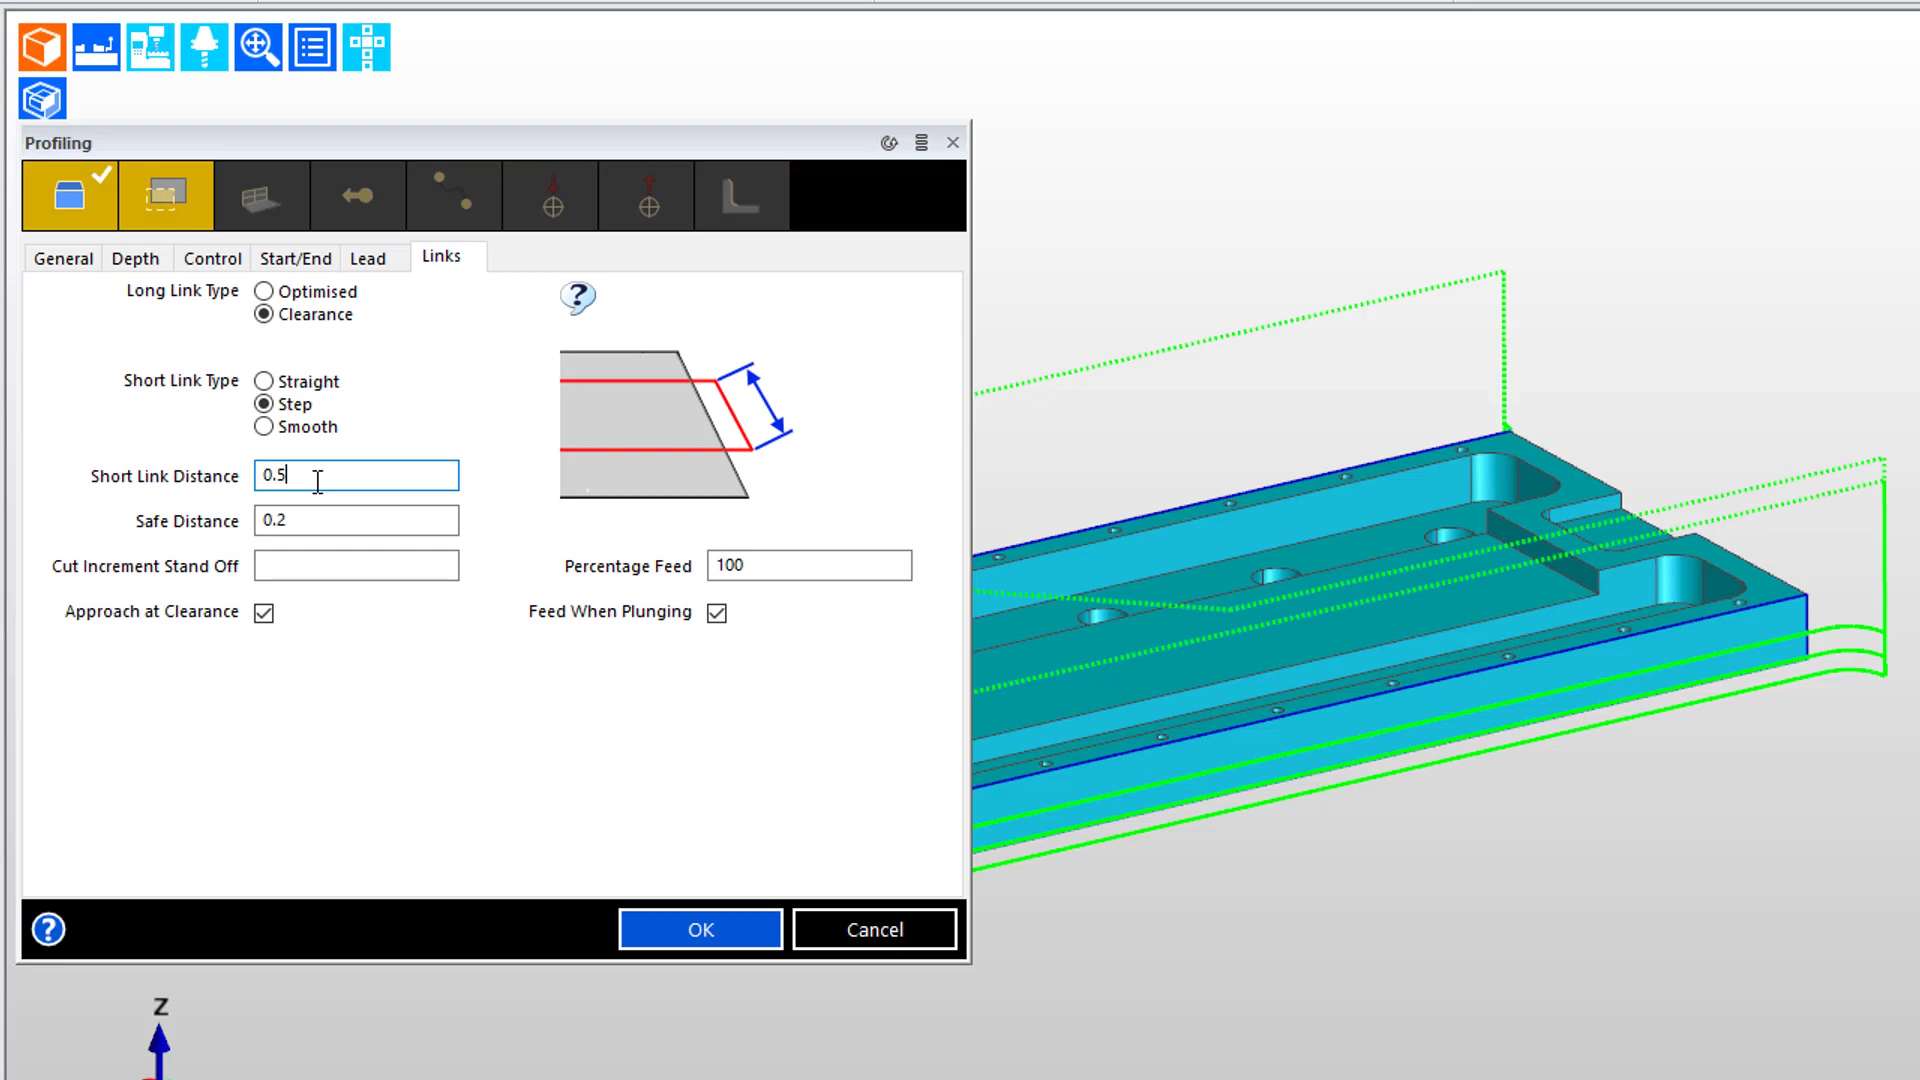 Profiling
General Depth Control Start/End Lead Links
Long Link Type Optimised
Clearance
Short Link Type Straight
Step
Smooth
Short Link Distance 0.5
Safe Distance 0.2
Cut Increment Stand Off Percentage Feed 100
Approach at Clearance Feed When Plunging
OK Cancel
Z